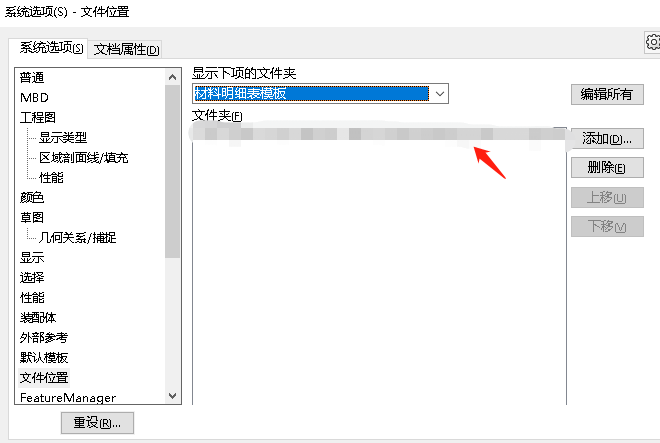 系统选项(S) - 文件位置
系统选项(S) 文档属性(D)
普通
MBD
工程图
显示类型
区域剖面线/填充
性能
颜色
草图
几何关系/捕捉
显示
选择
性能
装配体
外部参考
默认模板
文件位置
FeatureManager
重设(R)...
显示下项的文件夹
材料明细表模板
文件夹(F)
编辑所有
添加(D)...
删除(E)
上移(U)
下移(V)